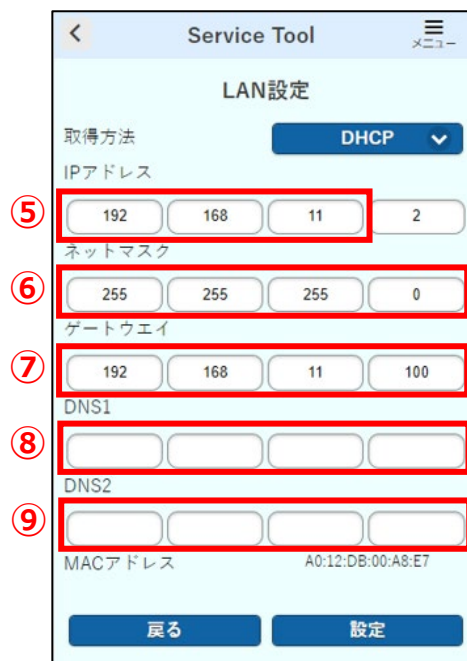 Service Tool
メニュー
LAN設定
取得方法 DHCP
IPアドレス
⑤ 192 168 11 2
ネットマスク
⑥ 255 255 255 0
ゲートウエイ
⑦ 192 168 11 100
DNS1
⑧
DNS2
⑨
MACアドレス A0:12:DB:00:A8:E7
戻る 設定